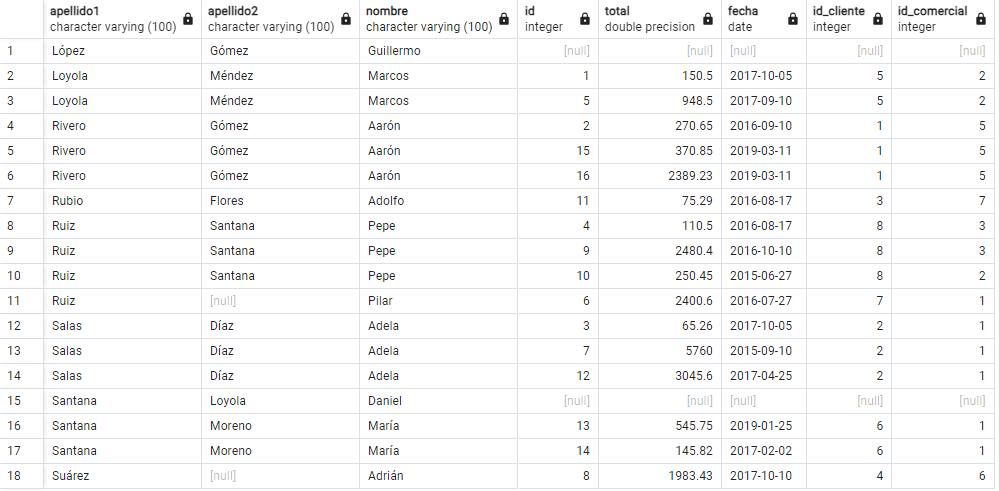 apellido1 apellido2 nombre id total fecha id_cliente id_comercial
character varying (100) character varying (100) character varying (100) integer double precision date integer integer
1 López Gómez Guillermo [null] [null] [null] [null] [null]
2 Loyola Méndez Marcos 1 150.5 2017-10-05 5 2
3 Loyola Méndez Marcos 5 948.5 2017-09-10 5 2
4 Rivero Gómez Aarón 2 270.65 2016-09-10 1 5
5 Rivero Gómez Aarón 15 370.85 2019-03-11 1 5
6 Rivero Gómez Aarón 16 2389.23 2019-03-11 1 5
7 Rubio Flores Adolfo 11 75.29 2016-08-17 3 7
8 Ruiz Santana Pepe 4 110.5 2016-08-17 8 3
9 Ruiz Santana Pepe 9 2480.4 2016-10-10 8 3
10 Ruiz Santana Pepe 10 250.45 2015-06-27 8 2
11 Ruiz [null] Pilar 6 2400.6 2016-07-27 7 1
12 Salas Díaz Adela 3 65.26 2017-10-05 2 1
13 Salas Díaz Adela 7 5760 2015-09-10 2 1
14 Salas Díaz Adela 12 3045.6 2017-04-25 2 1
15 Santana Loyola Daniel [null] [null] [null] [null] [null]
16 Santana Moreno María 13 545.75 2019-01-25 6 1
17 Santana Moreno María 14 145.82 2017-02-02 6 1
18 Suárez [null] Adrián 8 1983.43 2017-10-10 4 6